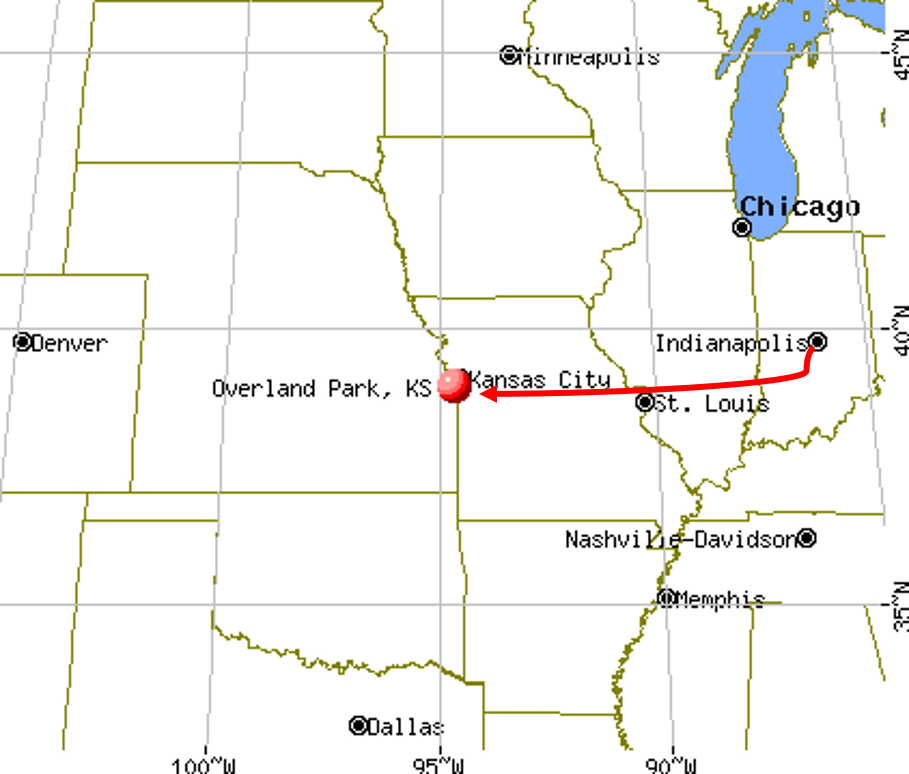 Minneapolis
45°N
Chicago
Denver
40°N
Indianapolis
Kansas City
Overland Park, KS
St. Louis
Nashville-Davidson
Memphis
35°N
Dallas
100°W
95°W
90°W